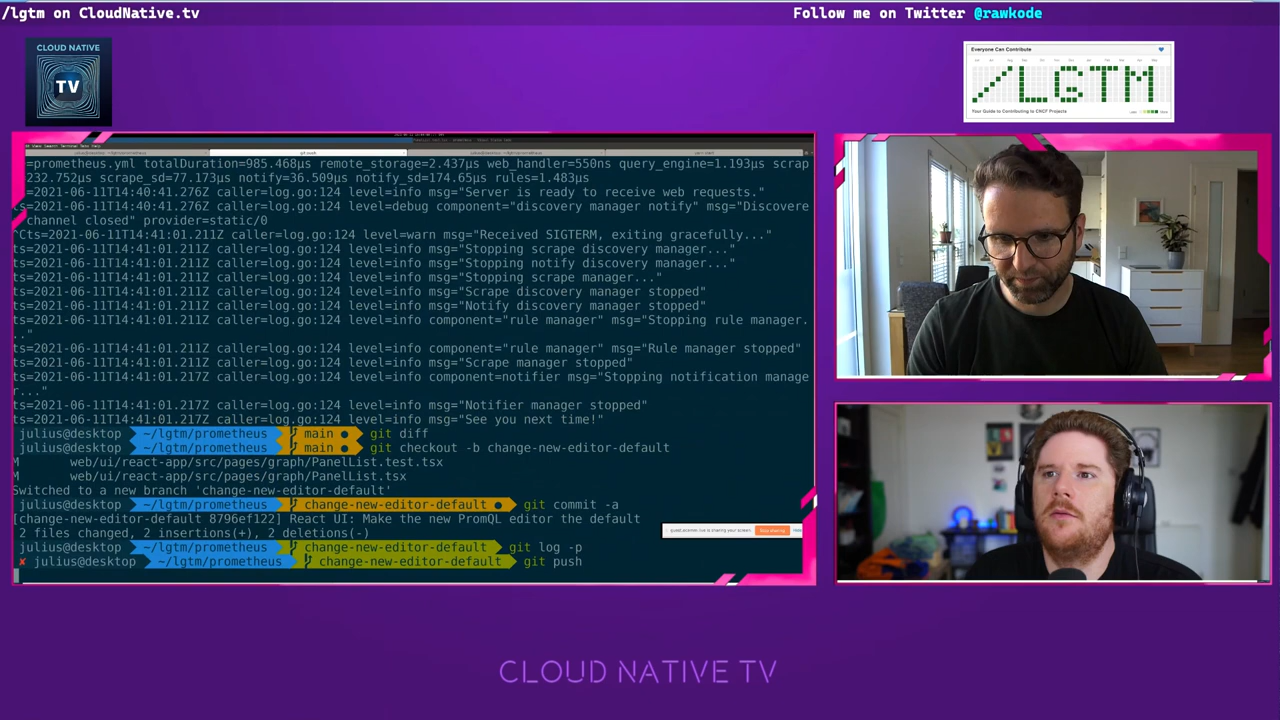 /lgtm on CloudNative.tv
Follow me on Twitter @rawkode
CLOUD NATIVE
TV
Everyone Can Contribute
/LGTM
Your Guide to Contributing to CNCF Projects
=prometheus.yml totalDuration=985.468µs remote_storage=2.437µs web_handler=550ns query_engine=1.193µs scrap
232.752µs scrape_sd=77.173µs notify=36.509µs notify_sd=174.65µs rules=1.483µs
ts=2021-06-11T14:40:41.276Z caller=log.go:124 level=info msg="Server is ready to receive web requests."
ts=2021-06-11T14:40:41.276Z caller=log.go:124 level=debug component="discovery manager notify" msg="Discovere
channel closed" provider=static/0
^Cts=2021-06-11T14:41:01.211Z caller=log.go:124 level=warn msg="Received SIGTERM, exiting gracefully..."
ts=2021-06-11T14:41:01.211Z caller=log.go:124 level=info msg="Stopping scrape discovery manager..."
ts=2021-06-11T14:41:01.211Z caller=log.go:124 level=info msg="Stopping notify discovery manager..."
ts=2021-06-11T14:41:01.211Z caller=log.go:124 level=info msg="Stopping scrape manager..."
ts=2021-06-11T14:41:01.211Z caller=log.go:124 level=info msg="Scrape discovery manager stopped"
ts=2021-06-11T14:41:01.211Z caller=log.go:124 level=info msg="Notify discovery manager stopped"
ts=2021-06-11T14:41:01.211Z caller=log.go:124 level=info component="rule manager" msg="Stopping rule manager.
.."
ts=2021-06-11T14:41:01.211Z caller=log.go:124 level=info component="rule manager" msg="Rule manager stopped"
ts=2021-06-11T14:41:01.211Z caller=log.go:124 level=info msg="Scrape manager stopped"
ts=2021-06-11T14:41:01.217Z caller=log.go:124 level=info component=notifier msg="Stopping notification manage
r..."
ts=2021-06-11T14:41:01.217Z caller=log.go:124 level=info msg="Notifier manager stopped"
ts=2021-06-11T14:41:01.217Z caller=log.go:124 level=info msg="See you next time!"
julius@desktop ~/lgtm/prometheus main ● git diff
julius@desktop ~/lgtm/prometheus main ● git checkout -b change-new-editor-default
M web/ui/react-app/src/pages/graph/PanelList.test.tsx
M web/ui/react-app/src/pages/graph/PanelList.tsx
Switched to a new branch 'change-new-editor-default'
julius@desktop ~/lgtm/prometheus change-new-editor-default ● git commit -a
[change-new-editor-default 8796ef122] React UI: Make the new PromQL editor the default
2 files changed, 2 insertions(+), 2 deletions(-)
julius@desktop ~/lgtm/prometheus change-new-editor-default git log -p
✘ julius@desktop ~/lgtm/prometheus change-new-editor-default git push
CLOUD NATIVE TV